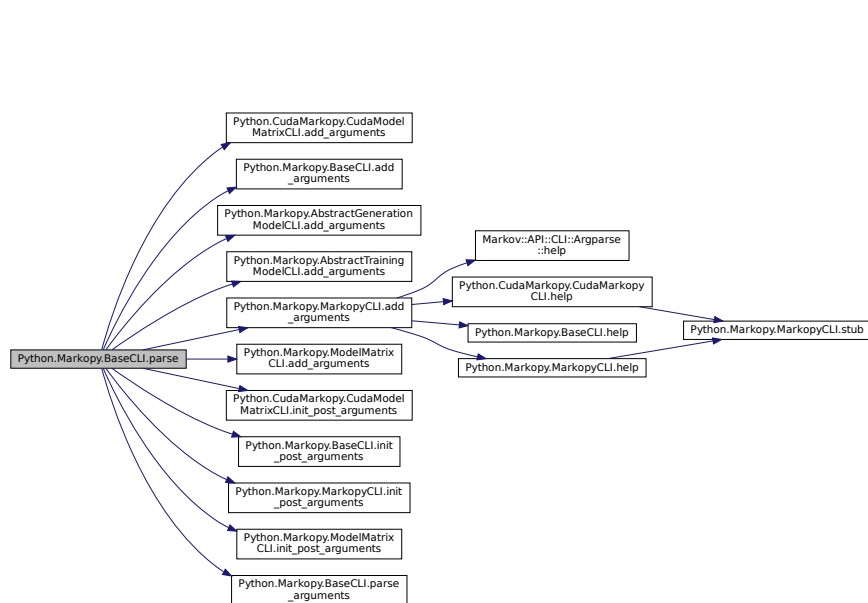 Python.CudaMarkopy.CudaModel
MatrixCLI.add_arguments
Python.Markopy.BaseCLI.add
_arguments
Python.Markopy.AbstractGeneration
ModelCLI.add_arguments
Python.Markopy.AbstractTraining
ModelCLI.add_arguments
Python.Markopy.MarkopyCLI.add
_arguments
Python.Markopy.BaseCLI.parse
Python.Markopy.ModelMatrix
CLI.add_arguments
Python.CudaMarkopy.CudaModel
MatrixCLI.init_post_arguments
Python.Markopy.BaseCLI.init
_post_arguments
Python.Markopy.MarkopyCLI.init
_post_arguments
Python.Markopy.ModelMatrix
CLI.init_post_arguments
Python.Markopy.BaseCLI.parse
_arguments
Markov::API::CLI::Argparse
::help
Python.CudaMarkopy.CudaMarkopy
CLI.help
Python.Markopy.BaseCLI.help
Python.Markopy.MarkopyCLI.help
Python.Markopy.MarkopyCLI.stub